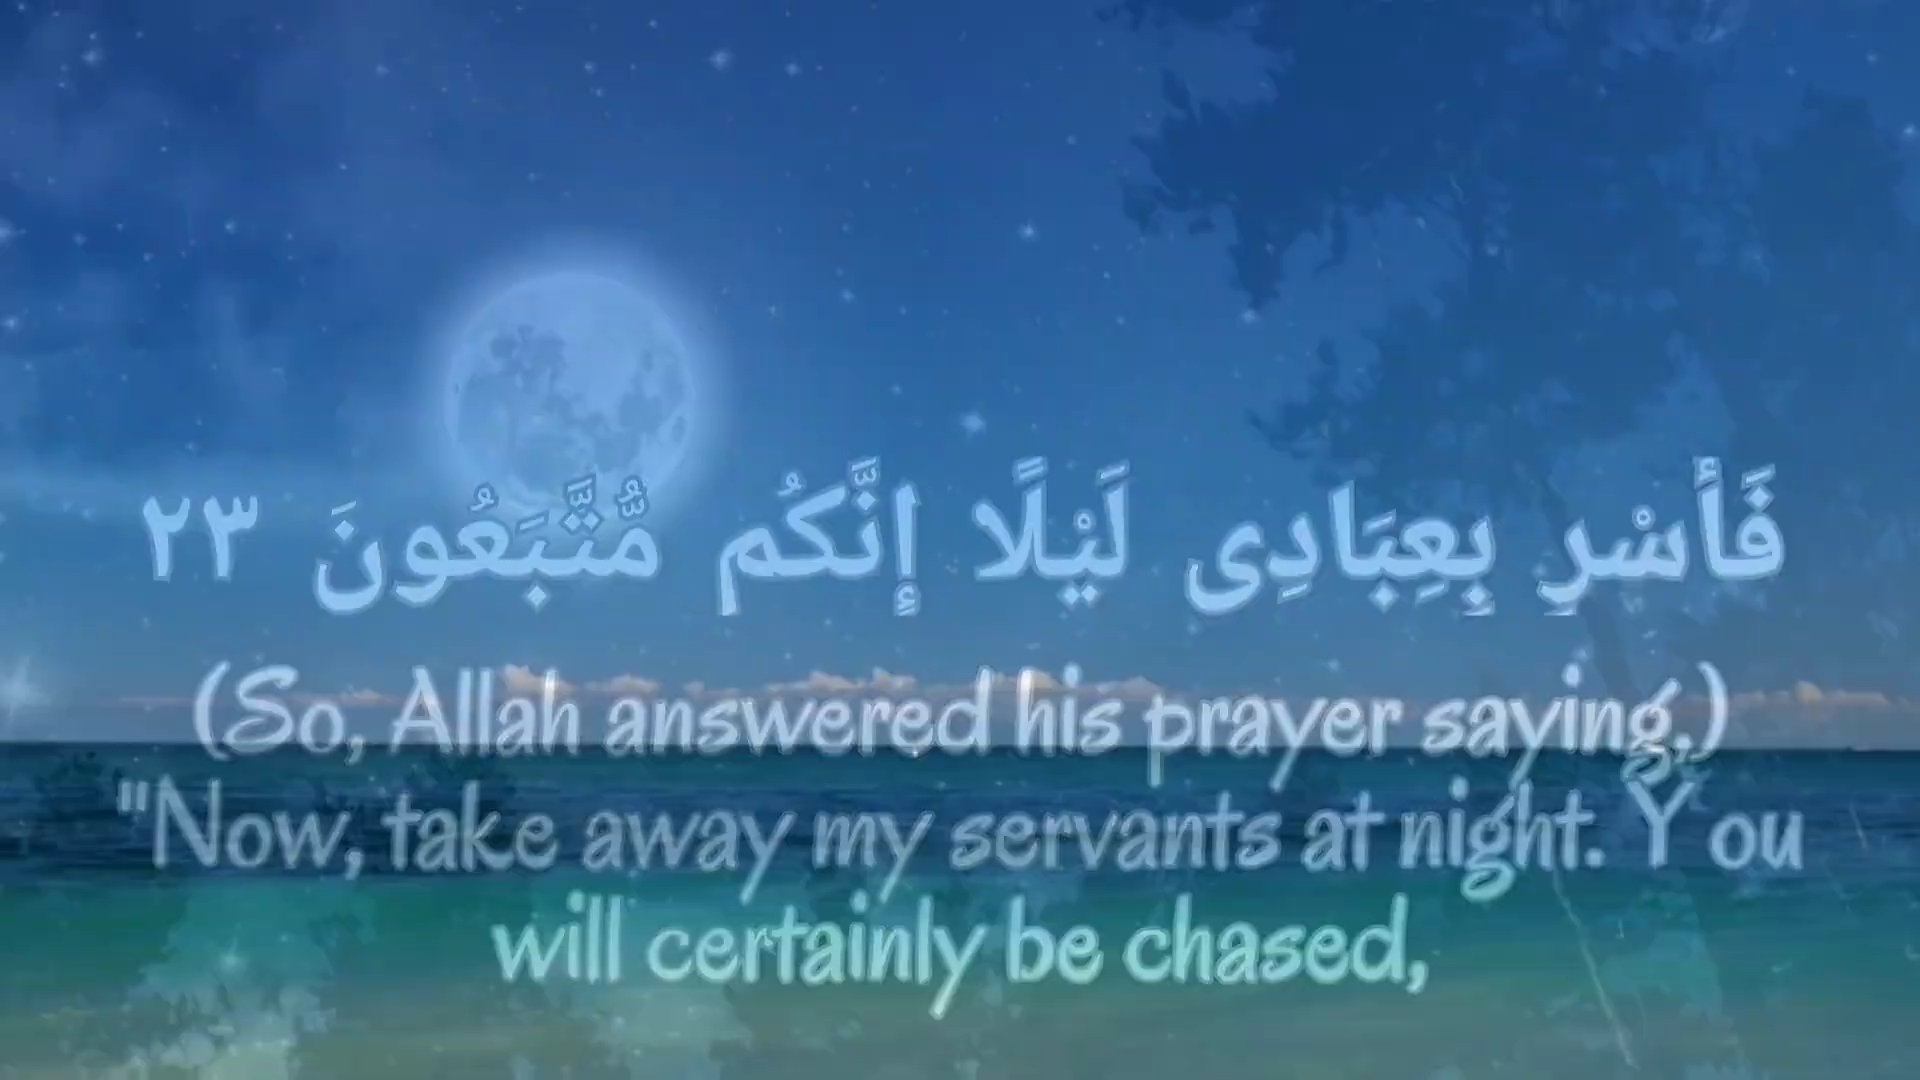 فَأَسْرِ بِعِبَادِى لَيْلًا إِنَّكُم مُّتَّبَعُونَ ٢٣
(So, Allah answered his prayer saying,)
"Now, take away my servants at night. Y ou
will certainly be chased,